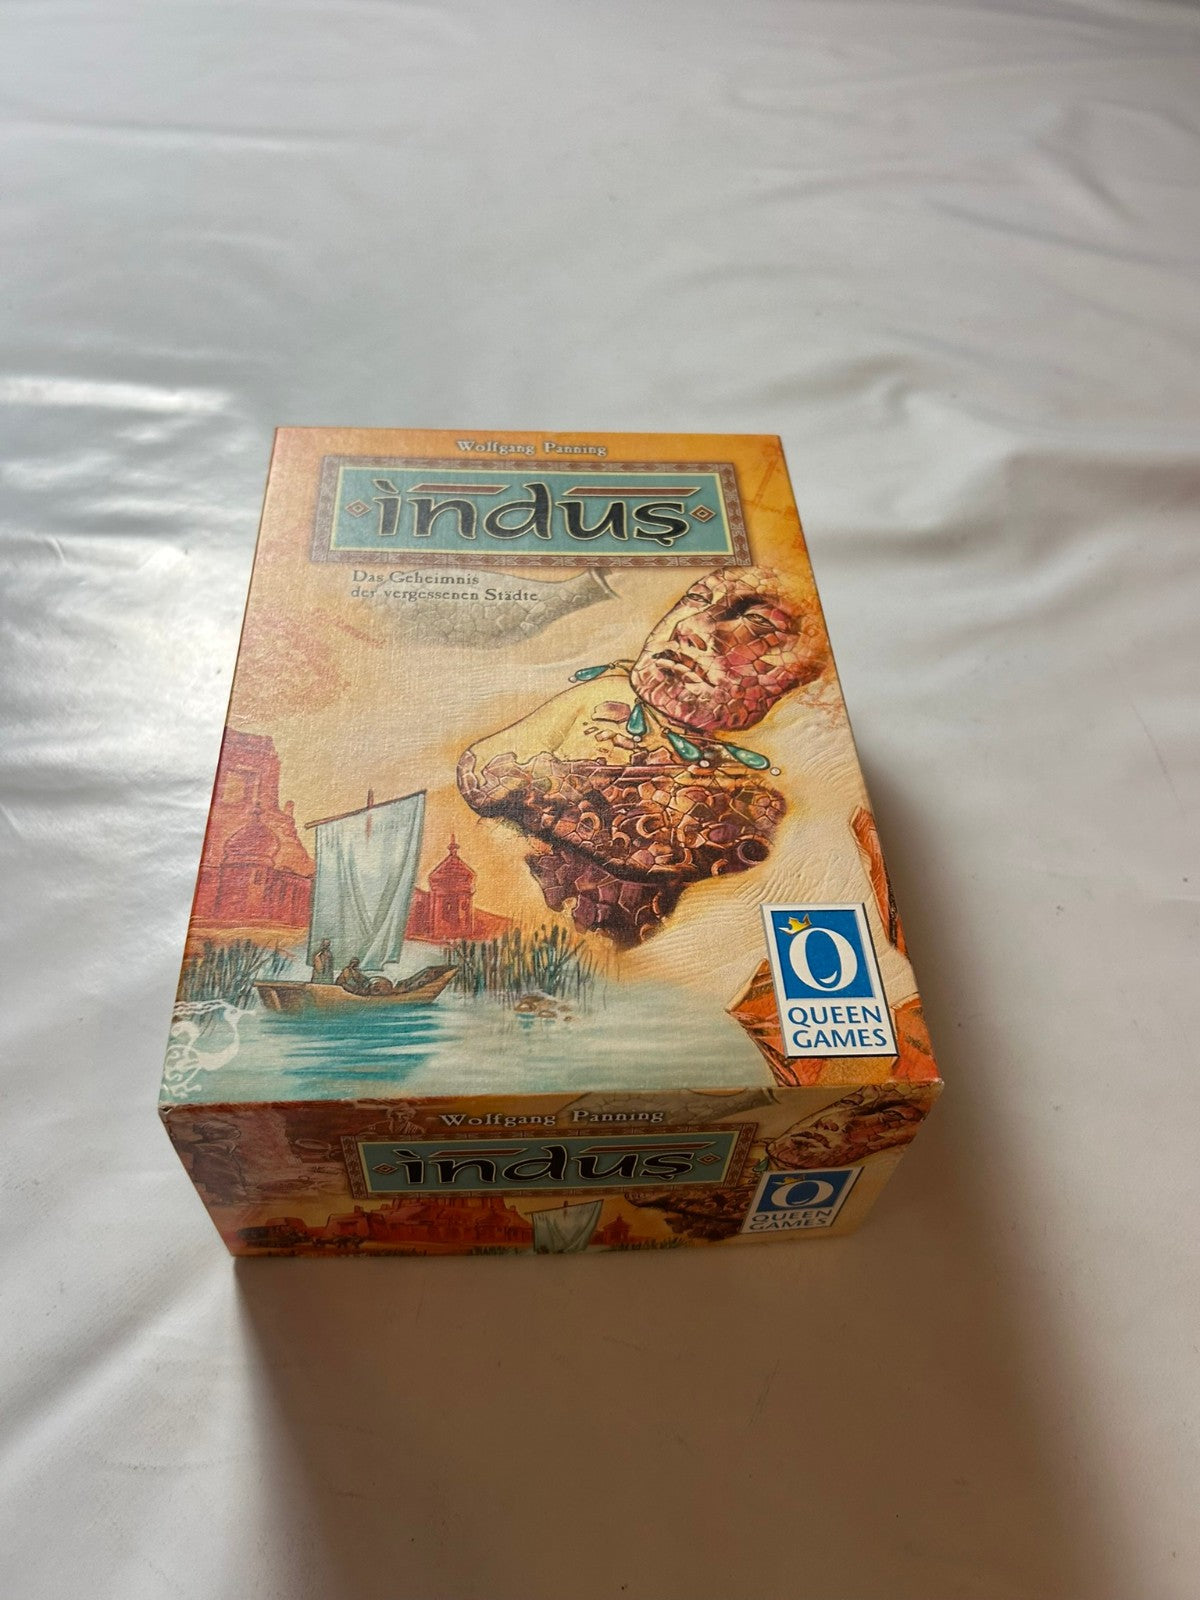 Wolfgang Panning
indus
Das Geheimnis
der vergessenen Städte
QUEEN
GAMES
Wolfgang Panning
indus
QUEEN
GAMES